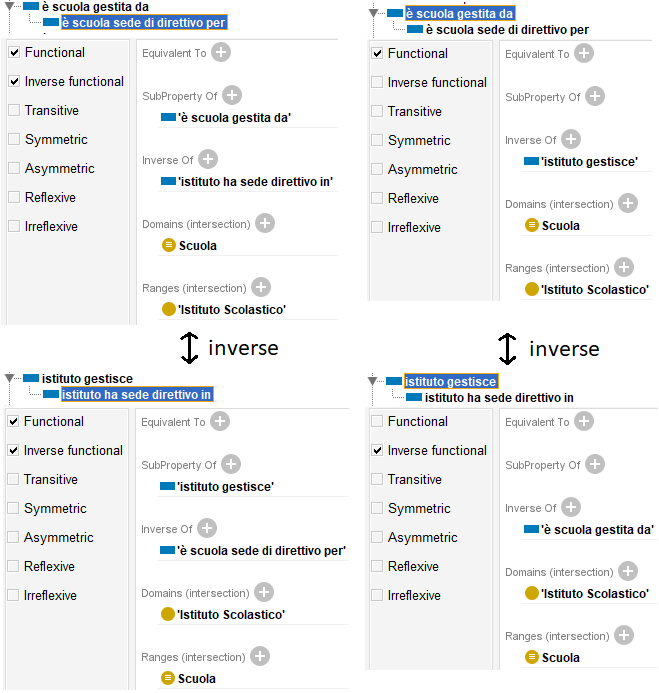 è scuola gestita da
è scuola sede di direttivo per
Functional
Inverse functional
Transitive
Symmetric
Asymmetric
Reflexive
Irreflexive
Equivalent To
SubProperty Of
'è scuola gestita da'
Inverse Of
'istituto ha sede direttivo in'
Domains (intersection)
Scuola
Ranges (intersection)
'Istituto Scolastico'
è scuola gestita da
è scuola sede di direttivo per
Functional
Inverse functional
Transitive
Symmetric
Asymmetric
Reflexive
Irreflexive
Equivalent To
SubProperty Of
Inverse Of
'istituto gestisce'
Domains (intersection)
Scuola
Ranges (intersection)
'Istituto Scolastico'
inverse
inverse
istituto gestisce
istituto ha sede direttivo in
Functional
Inverse functional
Transitive
Symmetric
Asymmetric
Reflexive
Irreflexive
Equivalent To
SubProperty Of
'istituto gestisce'
Inverse Of
'è scuola sede di direttivo per'
Domains (intersection)
'Istituto Scolastico'
Ranges (intersection)
Scuola
istituto gestisce
istituto ha sede direttivo in
Functional
Inverse functional
Transitive
Symmetric
Asymmetric
Reflexive
Irreflexive
Equivalent To
SubProperty Of
Inverse Of
'è scuola gestita da'
Domains (intersection)
'Istituto Scolastico'
Ranges (intersection)
Scuola